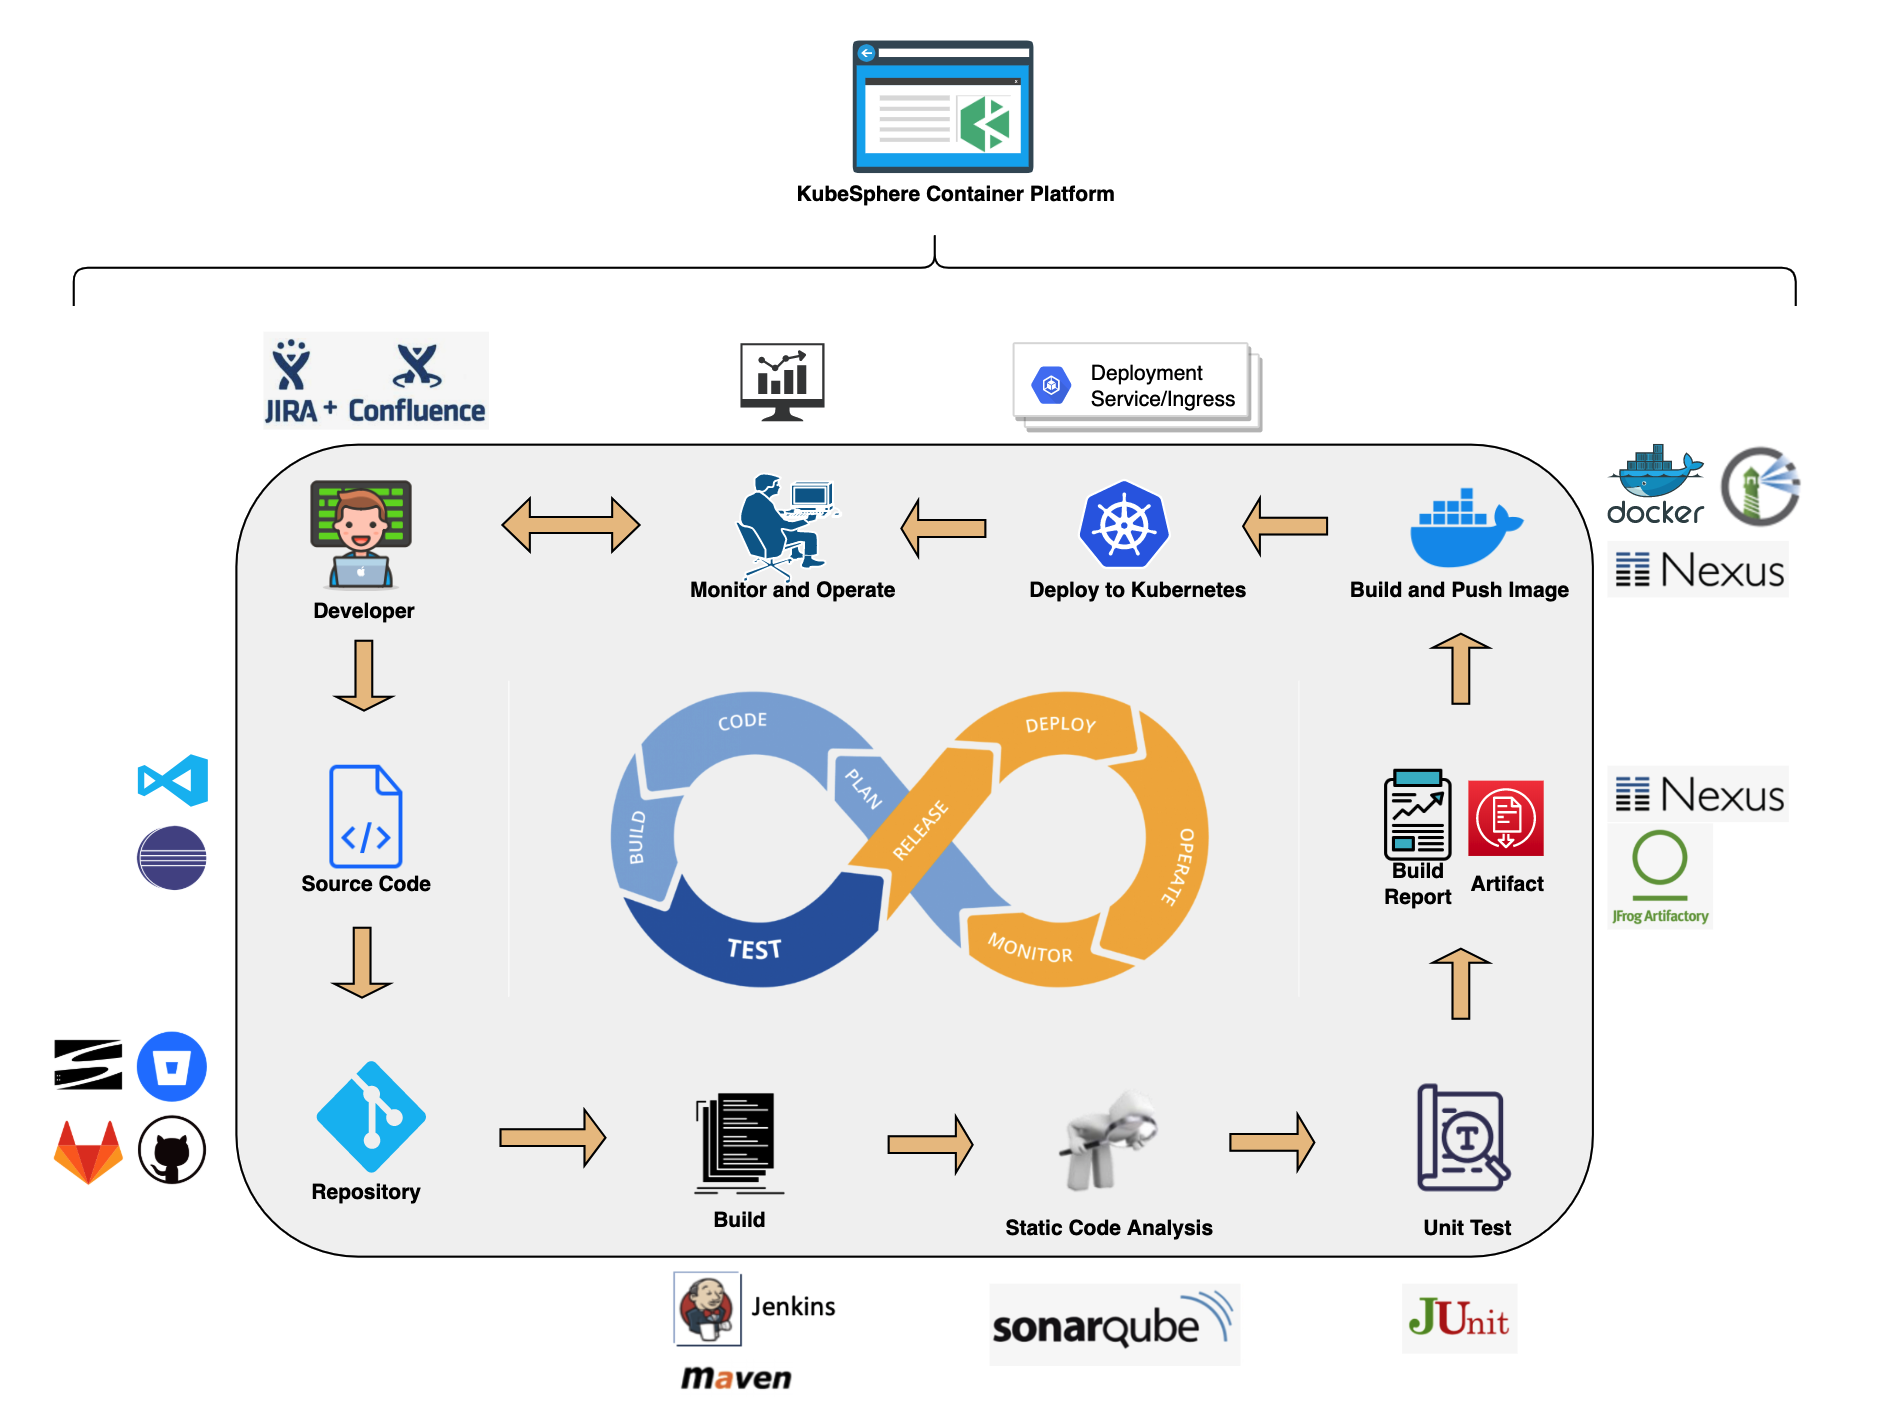 KubeSphere Container Platform
JIRA + Confluence
Deployment
Service/Ingress
docker
Nexus
Developer
Monitor and Operate
Deploy to Kubernetes
Build and Push Image
CODE
PLAN
BUILD
TEST
RELEASE
DEPLOY
OPERATE
MONITOR
</>
Source Code
Build
Report
Artifact
Nexus
JFrog Artifactory
Repository
Build
Static Code Analysis
T
Unit Test
Jenkins
maven
sonarqube
JUnit